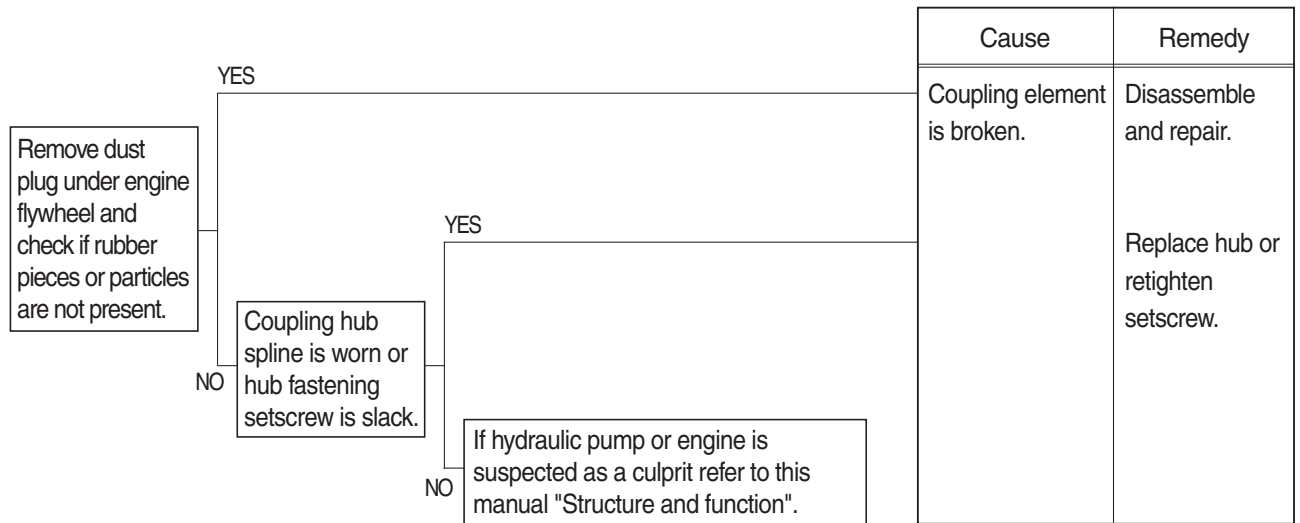 Cause
Remedy
YES
Coupling element
is broken.
Disassemble
and repair.
Remove dust
plug under engine
flywheel and
check if rubber
pieces or particles
are not present.
YES
Replace hub or
retighten
setscrew.
NO
Coupling hub
spline is worn or
hub fastening
setscrew is slack.
NO
If hydraulic pump or engine is
suspected as a culprit refer to this
manual "Structure and function".